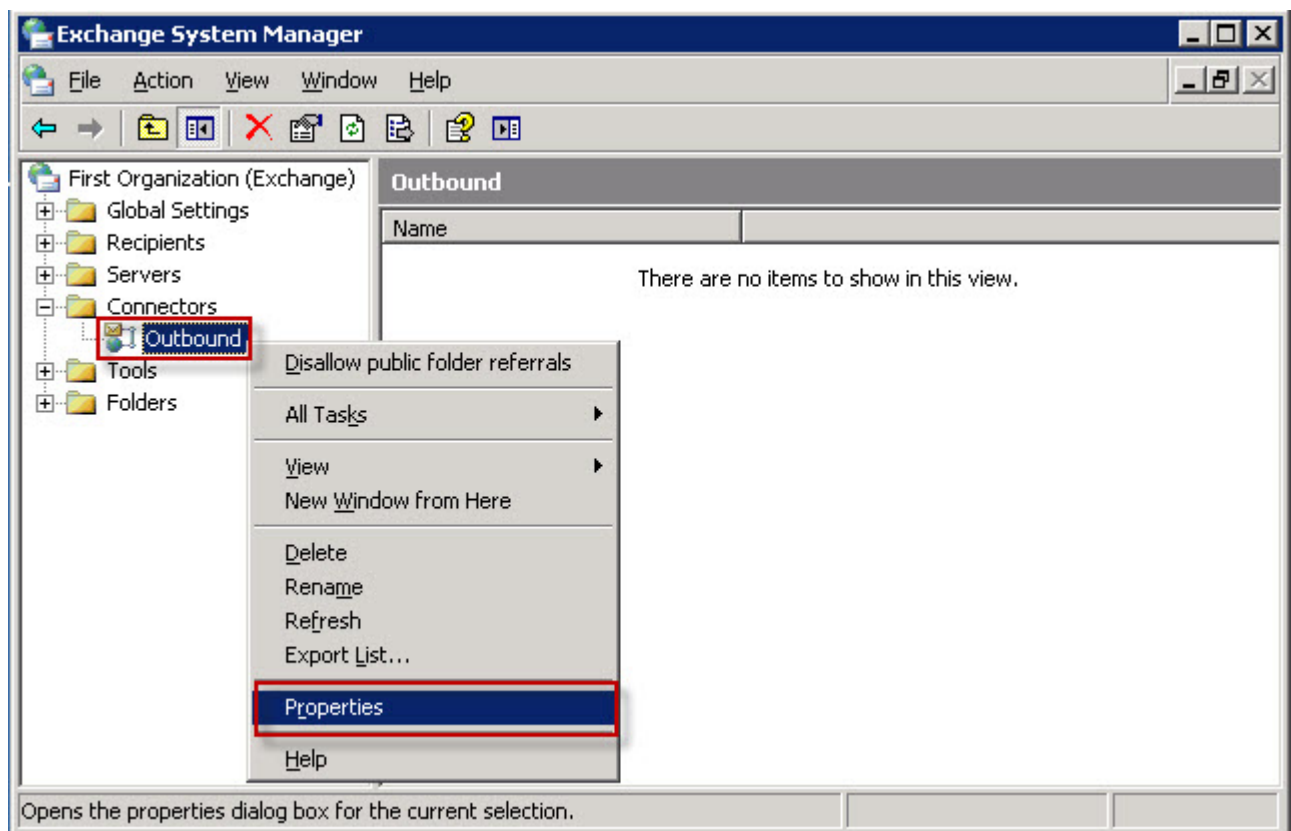 Exchange System Manager
File Action View Window Help
First Organization (Exchange)
Global Settings
Recipients
Servers
Connectors
Outbound
Tools
Folders
Outbound
Name
There are no items to show in this view.
Disallow public folder referrals
All Tasks
View
New Window from Here
Delete
Rename
Refresh
Export List...
Properties
Help
Opens the properties dialog box for the current selection.